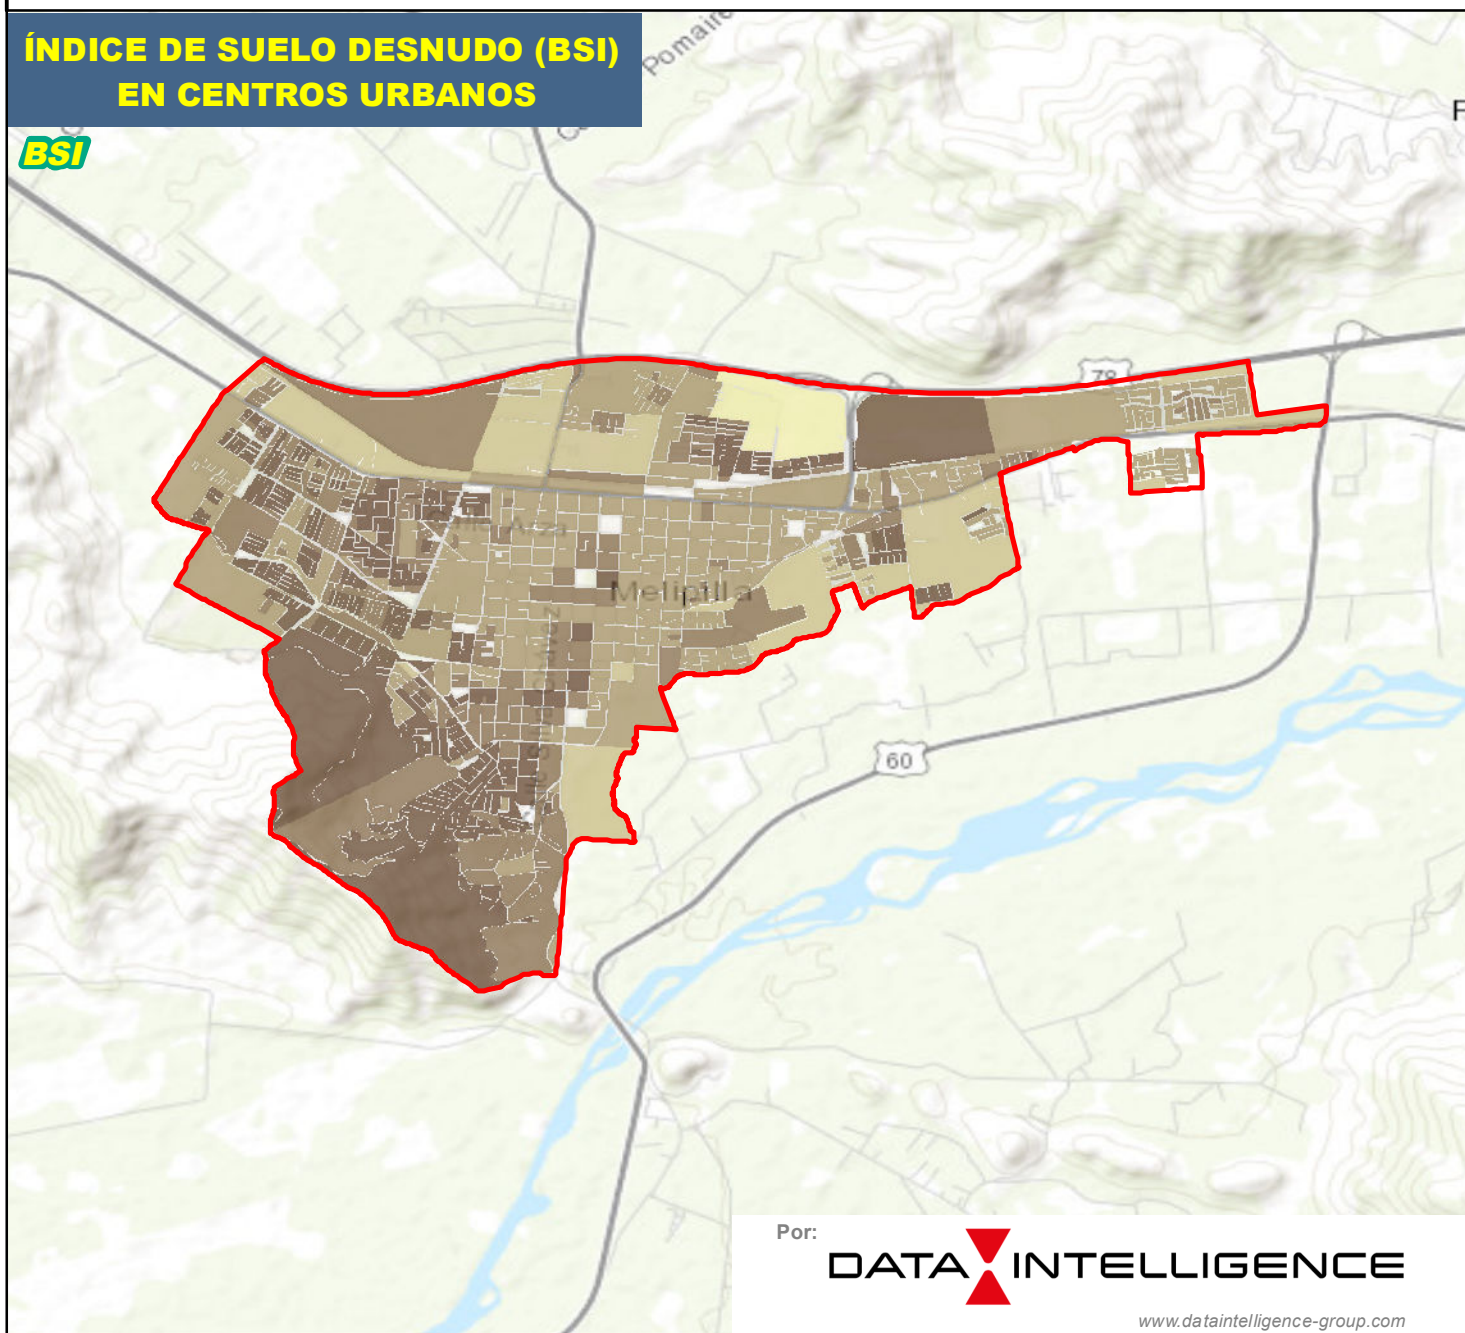 ÍNDICE DE SUELO DESNUDO (BSI)
EN CENTROS URBANOS
BSI
Pomaire
78
Melipilla
60
Por:
DATA INTELLIGENCE
www.dataintelligence-group.com